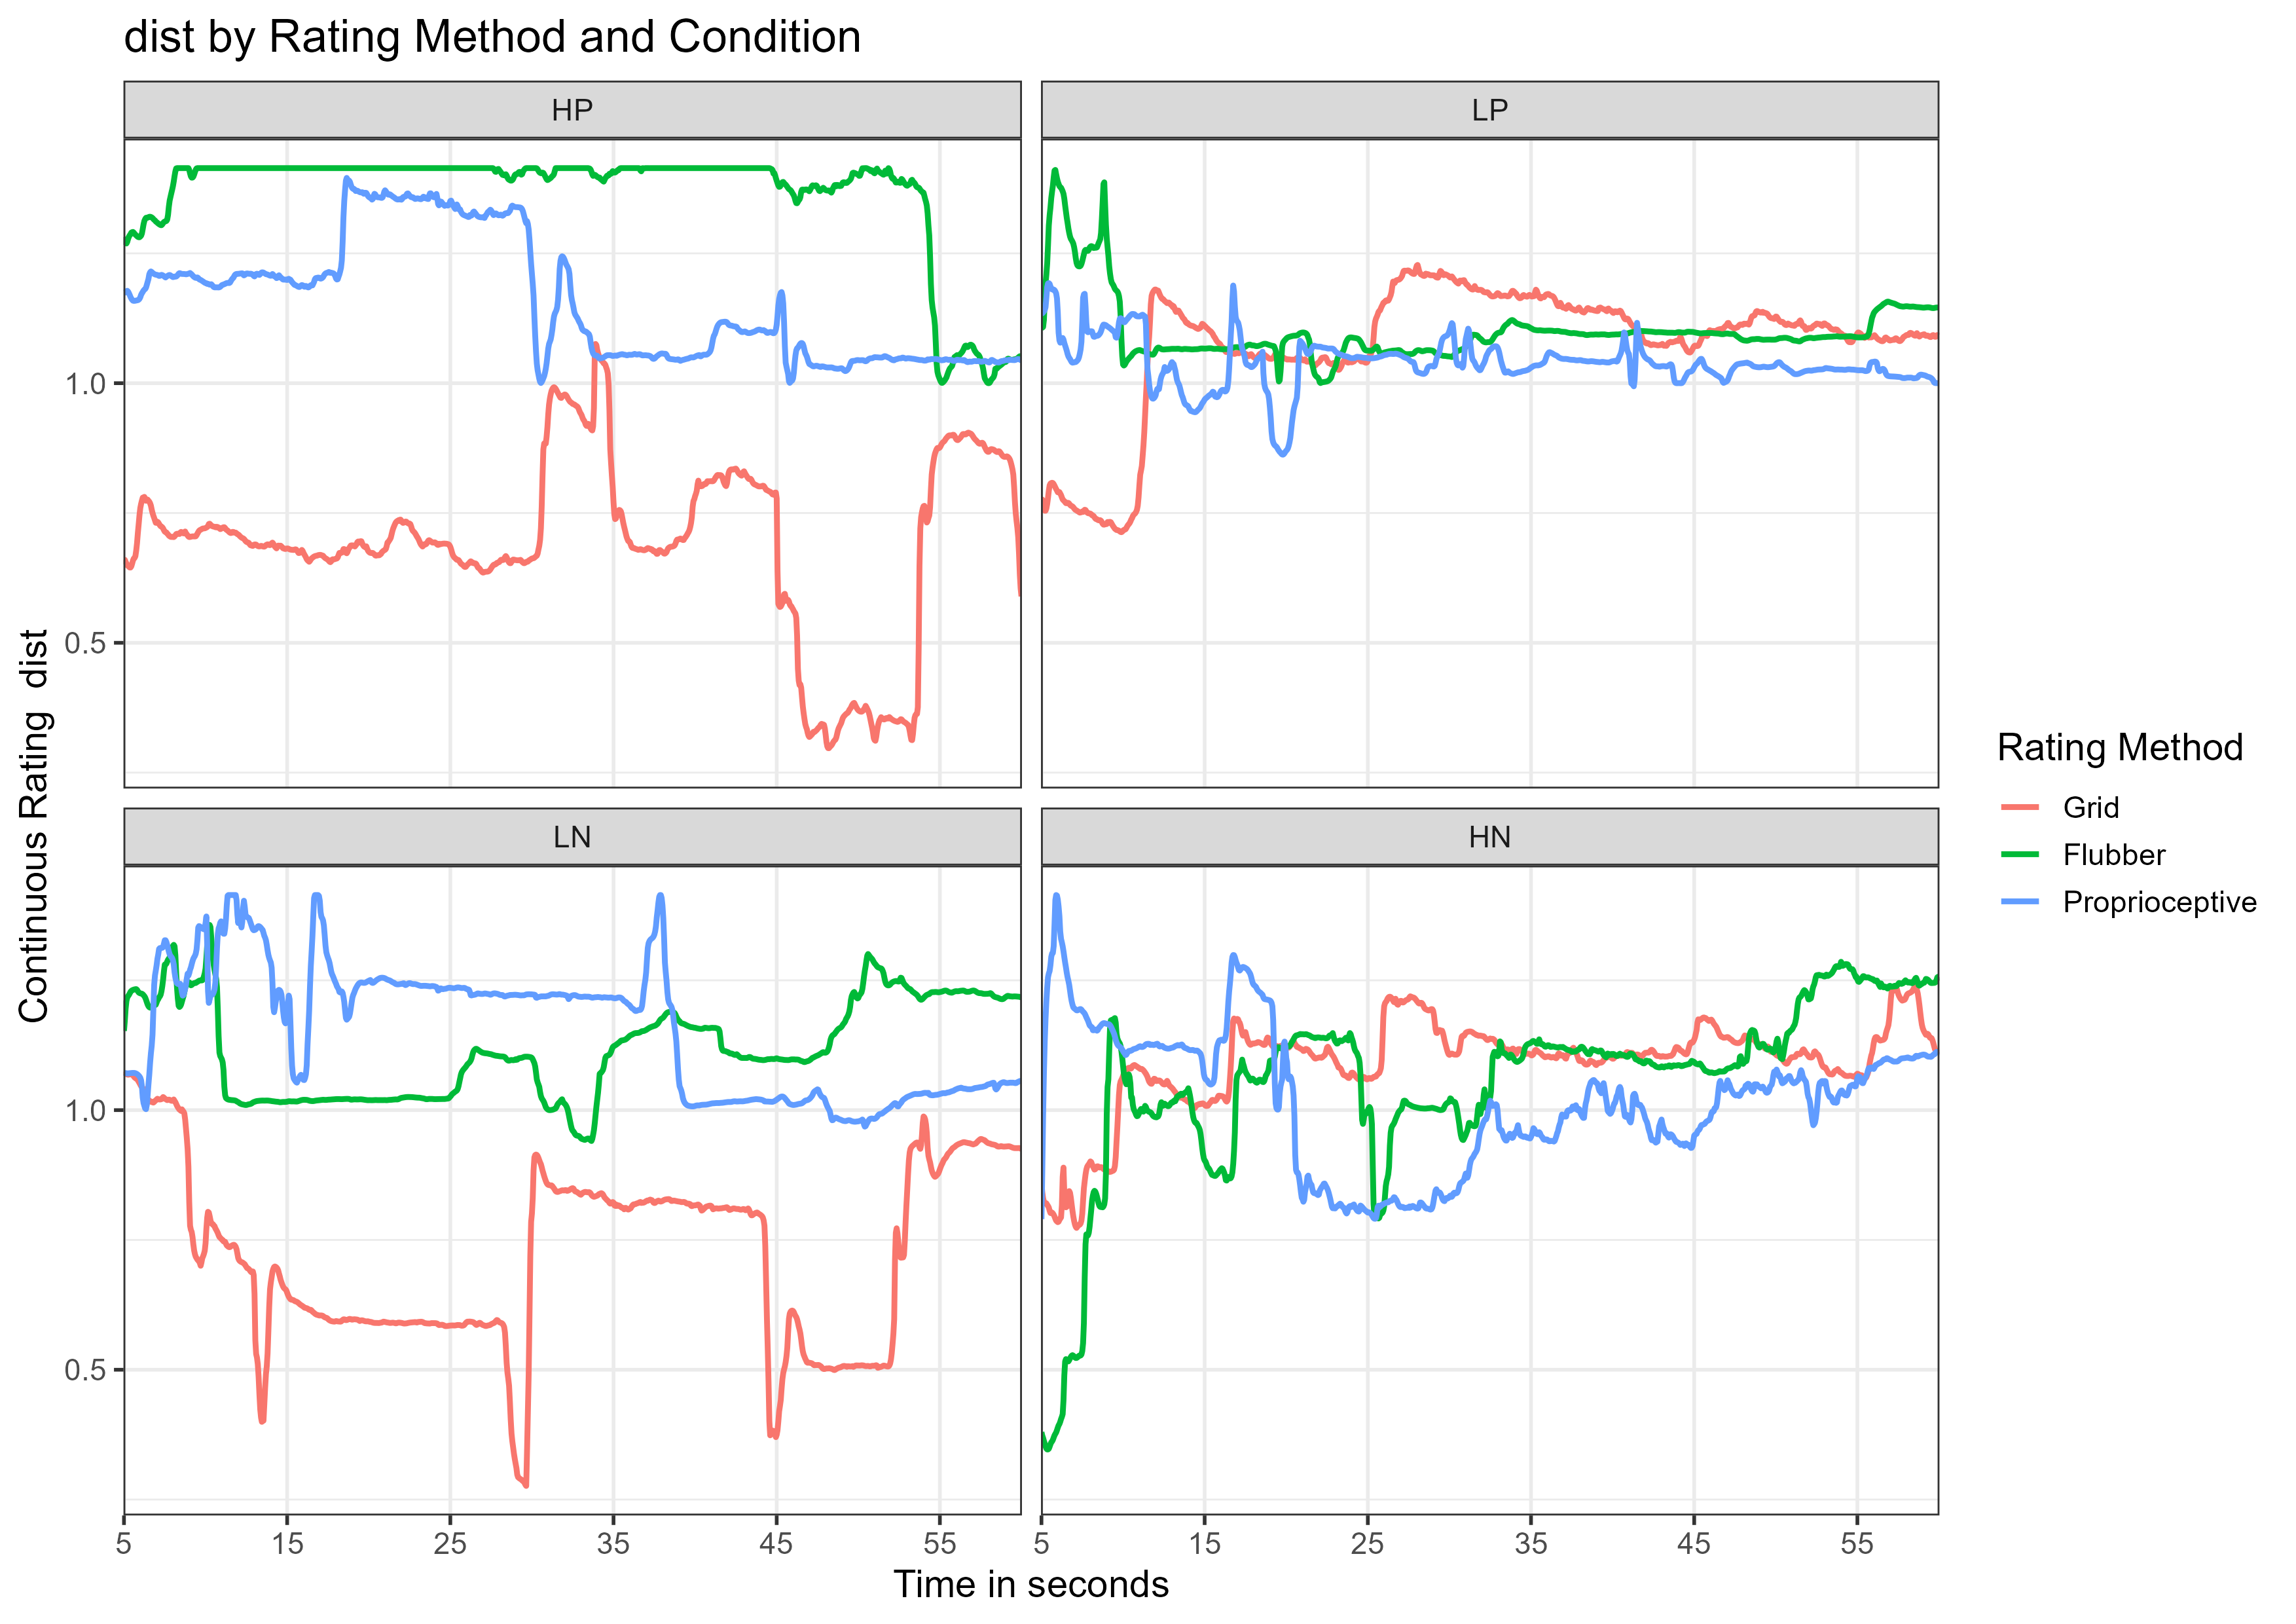 dist by Rating Method and Condition
HP
LP
1.0
0.5
LN
HN
1.0
0.5
5 15 25 35 45 55
5 15 25 35 45 55
Time in seconds
Continuous Rating  dist
Rating Method
Grid
Flubber
Proprioceptive